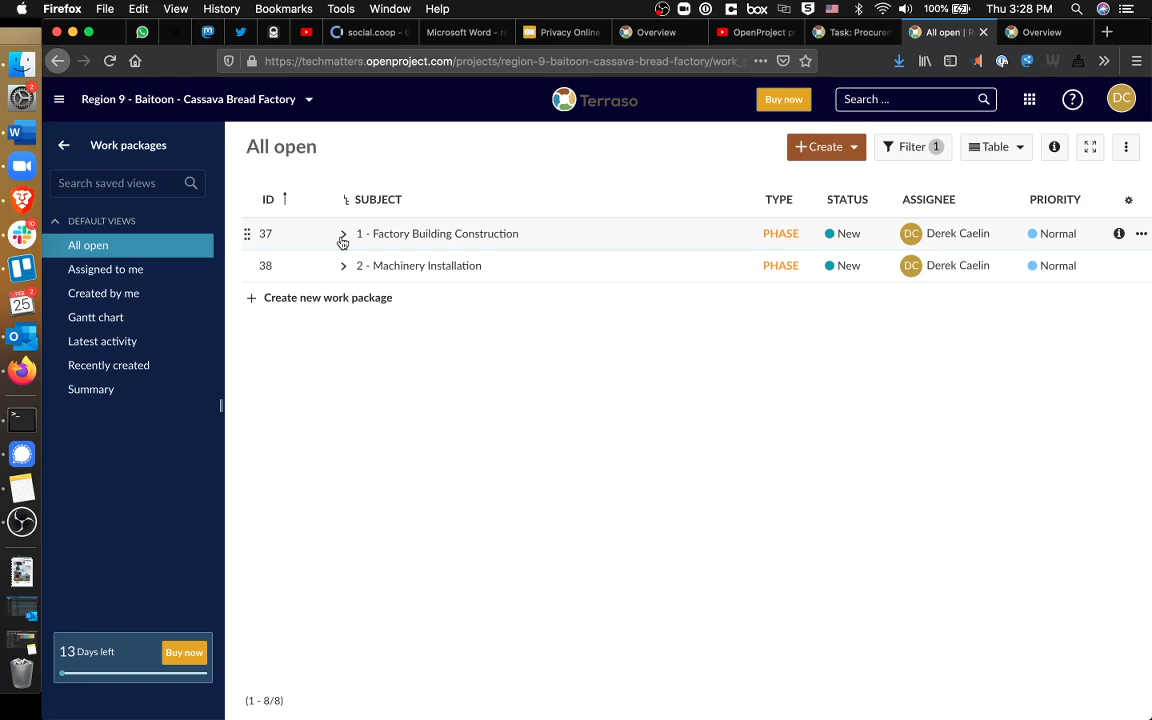 Firefox File Edit View History Bookmarks Tools Window Help box 100% Thu 3:28 PM
social.coop - Microsoft Word - Privacy Online Overview OpenProject Task: Procurem All open | Overview
https://techmatters.openproject.com/projects/region-9-baitoon-cassava-bread-factory/work_
Region 9 - Baitoon - Cassava Bread Factory Terraso Buy now Search ... DC
Work packages
All open
+ Create Filter 1 Table
Search saved views
DEFAULT VIEWS
All open
Assigned to me
Created by me
Gantt chart
Latest activity
Recently created
Summary
ID SUBJECT TYPE STATUS ASSIGNEE PRIORITY
37 1 - Factory Building Construction PHASE New DC Derek Caelin Normal
38 2 - Machinery Installation PHASE New DC Derek Caelin Normal
+ Create new work package
13 Days left Buy now
(1 - 8/8)